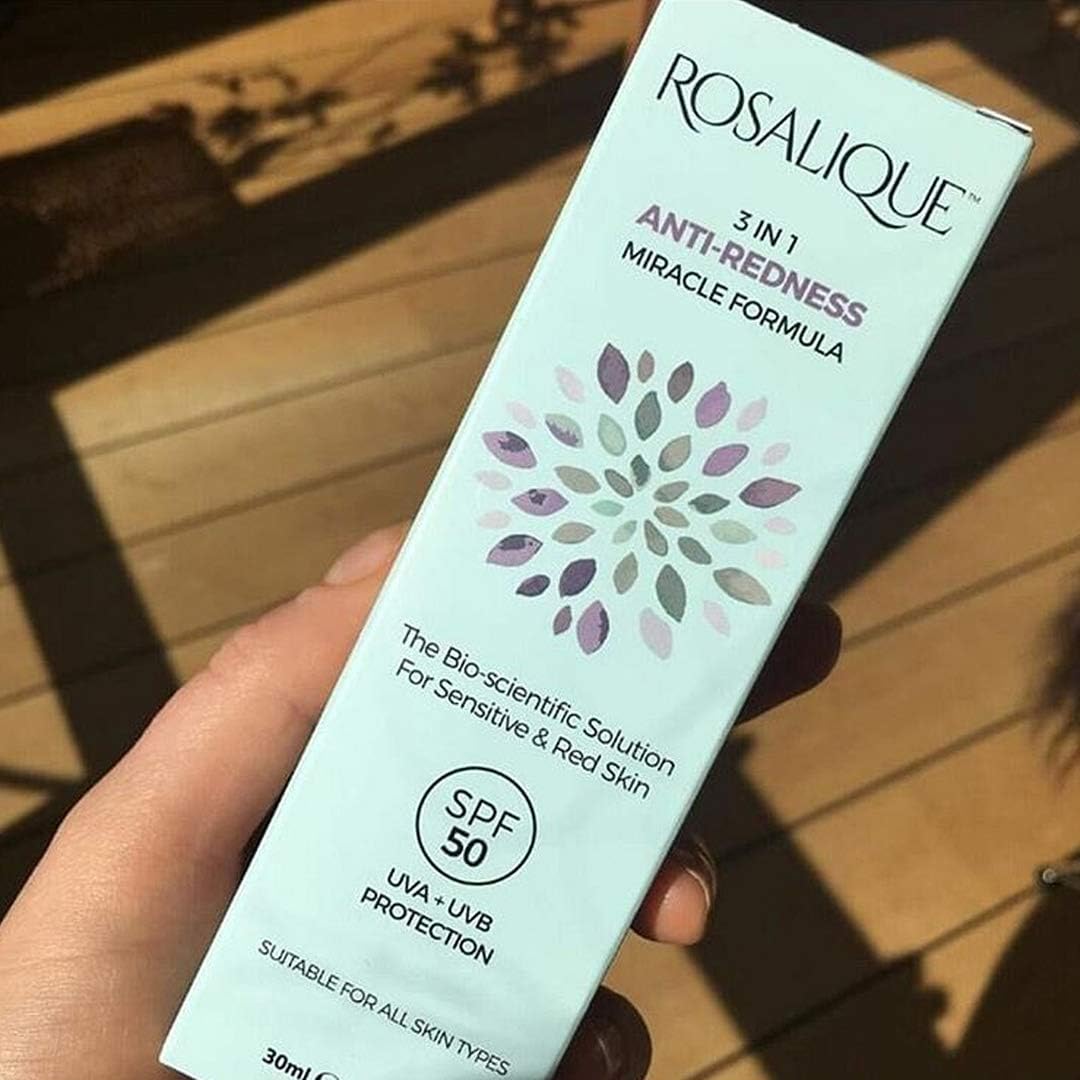 ROSALIQUE™
3 IN 1
ANTI-REDNESS
MIRACLE FORMULA
The Bio-scientific Solution
For Sensitive & Red Skin
SPF
50
UVA + UVB
PROTECTION
SUITABLE FOR ALL SKIN TYPES
30ml